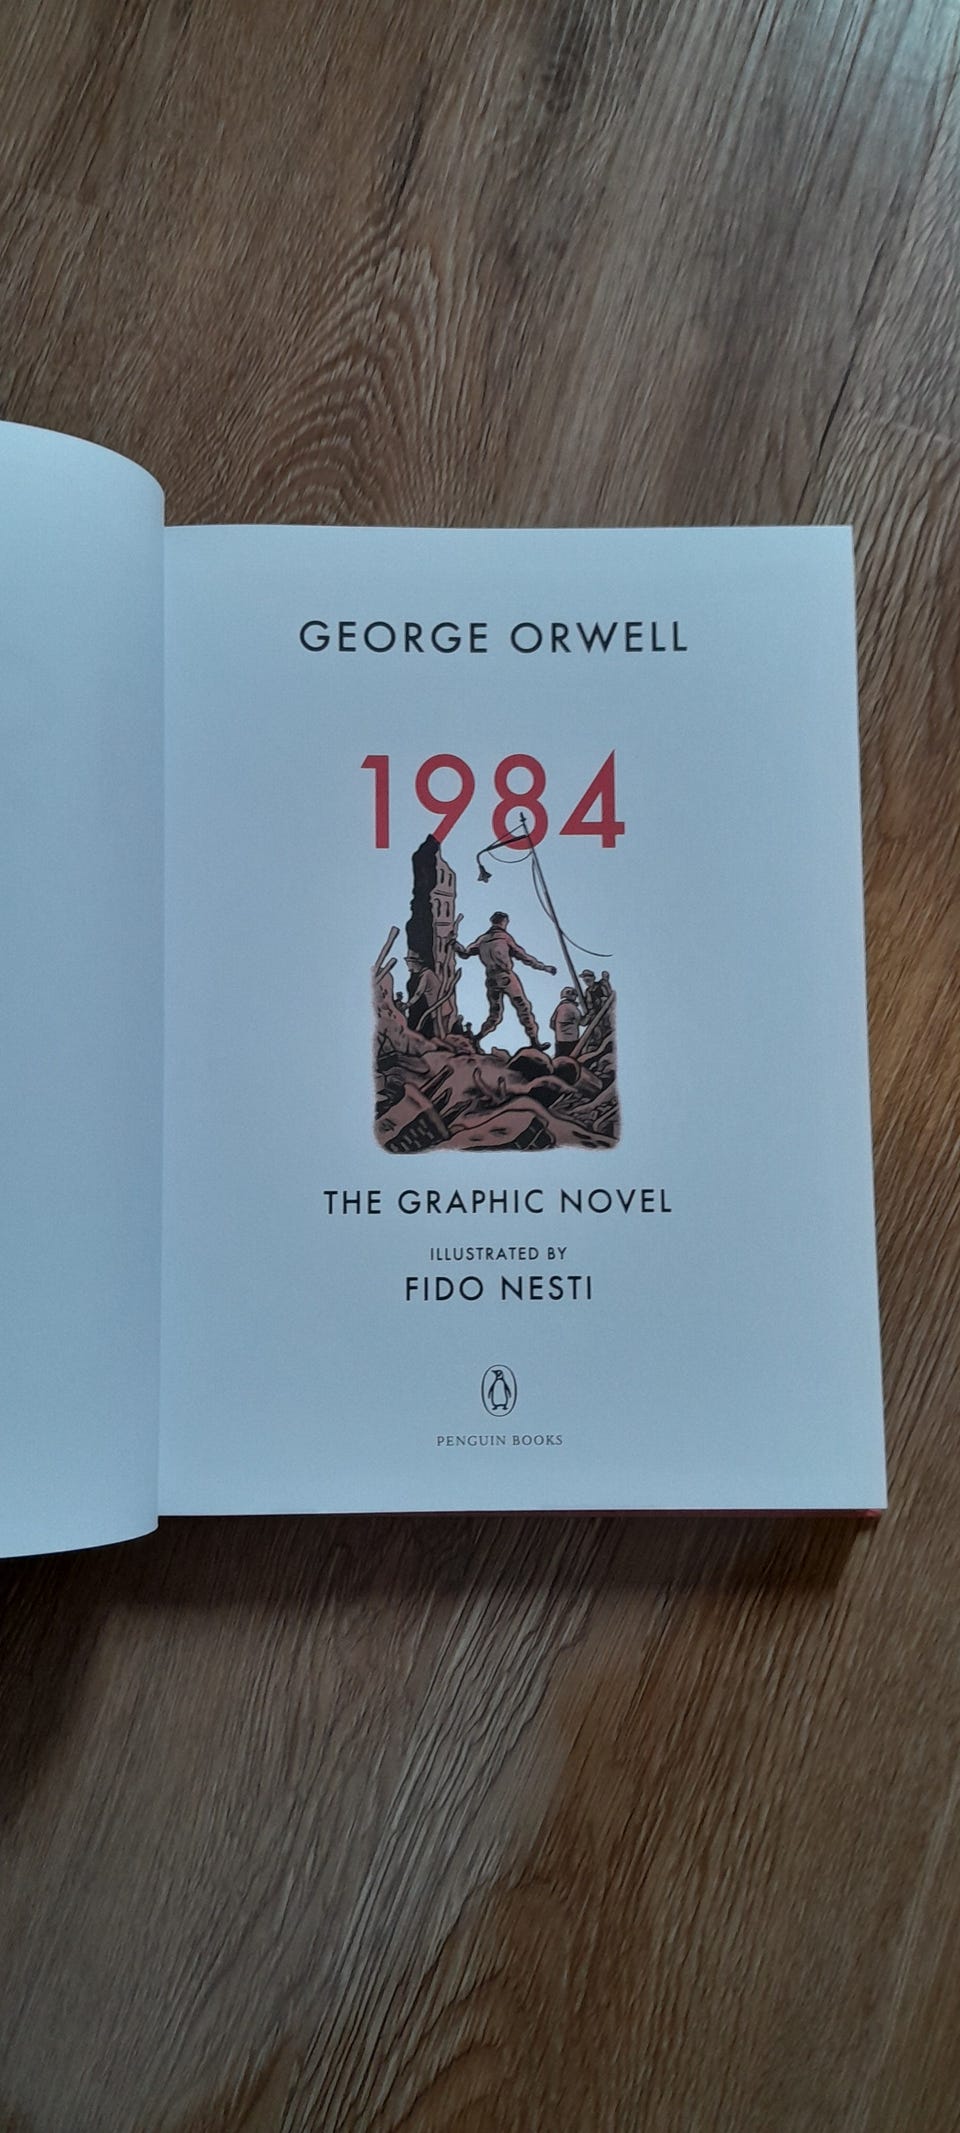 GEORGE ORWELL
1984
THE GRAPHIC NOVEL
ILLUSTRATED BY
FIDO NESTI
PENGUIN BOOKS